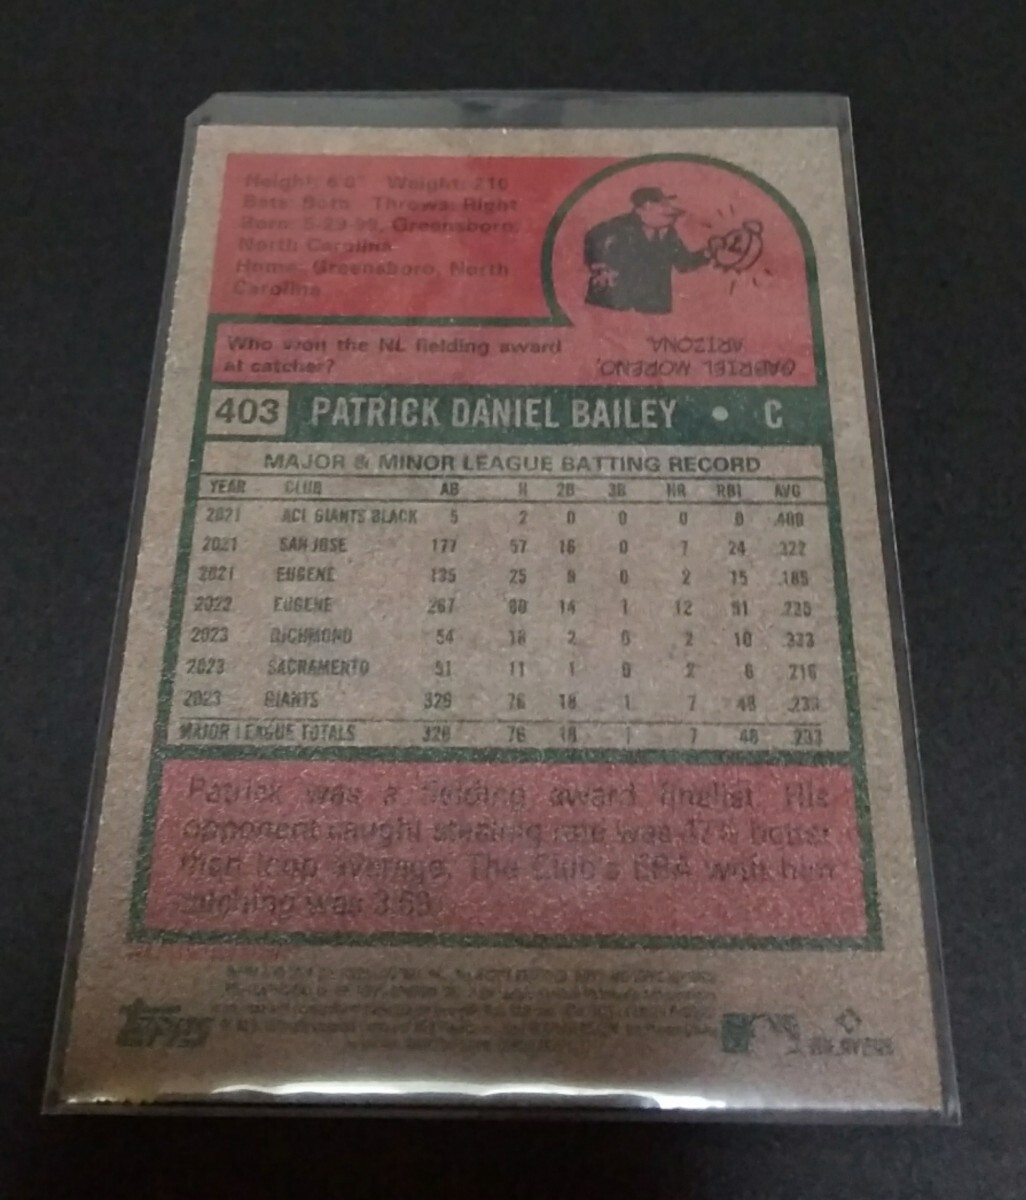 Height: 6'0" Weight: 210
Bats: Both Throws: Right
Born: 5-29-99, Greensboro,
North Carolina
Home: Greensboro, North
Carolina
Who won the NL fielding award
at catcher?
GABRIEL MORENO,
ARIZONA
403 PATRICK DANIEL BAILEY • C
MAJOR & MINOR LEAGUE BATTING RECORD
YEAR CLUB AB H 2B 3B HR RBI AVG
2021 ACL GIANTS BLACK 5 2 0 0 0 0 .400
2021 SAN JOSE 177 57 16 0 7 24 .322
2021 EUGENE 135 25 9 0 2 15 .185
2022 EUGENE 267 60 14 1 12 51 .225
2023 RICHMOND 54 18 2 0 2 10 .333
2023 SACRAMENTO 51 11 1 0 2 6 .216
2023 GIANTS 326 76 18 1 7 48 .233
MAJOR LEAGUE TOTALS 326 76 18 1 7 48 .233
Patrick was a fielding award finalist. His
opponent caught stealing rate was 47% better
than loop average. The Club's ERA with him
catching was 3.59.
TOPPS